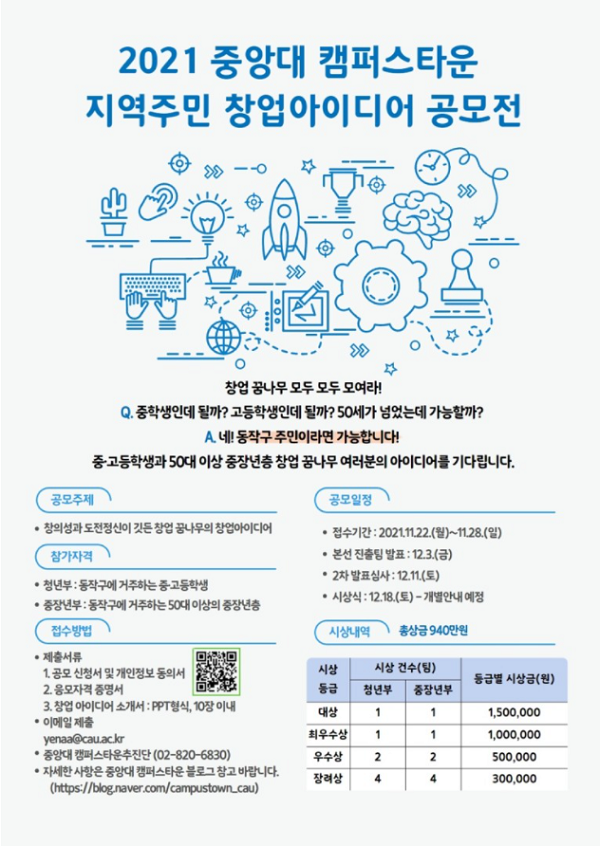 2021 중앙대 캠퍼스타운
지역주민 창업아이디어 공모전
창업 꿈나무 모두 모두 모여라!
Q. 중학생인데 될까? 고등학생인데 될까? 50세가 넘었는데 가능할까?
A. 네! 동작구 주민이라면 가능합니다!
중·고등학생과 50대 이상 중장년층 창업 꿈나무 여러분의 아이디어를 기다립니다.
공모주제
• 창의성과 도전정신이 깃든 창업 꿈나무의 창업아이디어
참가자격
• 청년부 : 동작구에 거주하는 중·고등학생
• 중장년부 : 동작구에 거주하는 50대 이상의 중장년층
접수방법
• 제출서류
1. 공모 신청서 및 개인정보 동의서
2. 응모자격 증명서
3. 창업 아이디어 소개서 : PPT형식, 10장 이내
• 이메일 제출
yenaa@cau.ac.kr
• 중앙대 캠퍼스타운추진단 (02-820-6830)
• 자세한 사항은 중앙대 캠퍼스타운 블로그 참고 바랍니다.
(https://blog.naver.com/campustown_cau)
공모일정
• 접수기간 : 2021.11.22.(월)~11.28.(일)
• 본선 진출팀 발표 : 12.3.(금)
• 2차 발표심사 : 12.11.(토)
• 시상식 : 12.18.(토) - 개별안내 예정
시상내역 총상금 940만원
시상 등급 시상 건수(팀) 등급별 시상금(원)
청년부 중장년부
대상 1 1 1,500,000
최우수상 1 1 1,000,000
우수상 2 2 500,000
장려상 4 4 300,000